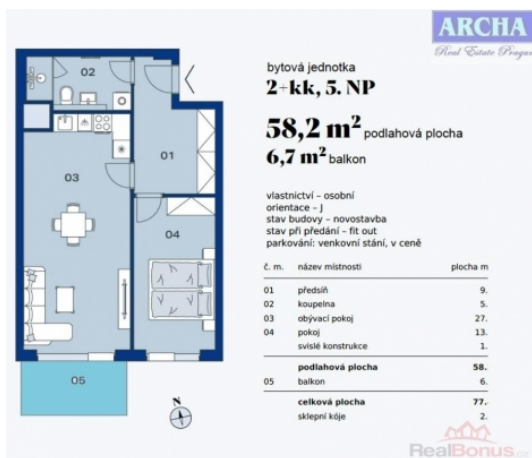 ARCHA
Real Estate Prague
bytová jednotka
2+kk, 5. NP
58,2 m² podlahová plocha
6,7 m² balkon
vlastnictví – osobní
orientace – J
stav budovy – novostavba
stav při předání – fit out
parkování: venkovní stání, v ceně
č. m. název místnosti plocha m
01 předsíň 9.
02 koupelna 5.
03 obývací pokoj 27.
04 pokoj 13.
svislé konstrukce 1.
podlahová plocha 58.
05 balkon 6.
celková plocha 77.
sklepní kóje 2.
02
01
03
04
05
N
RealBonus.cz